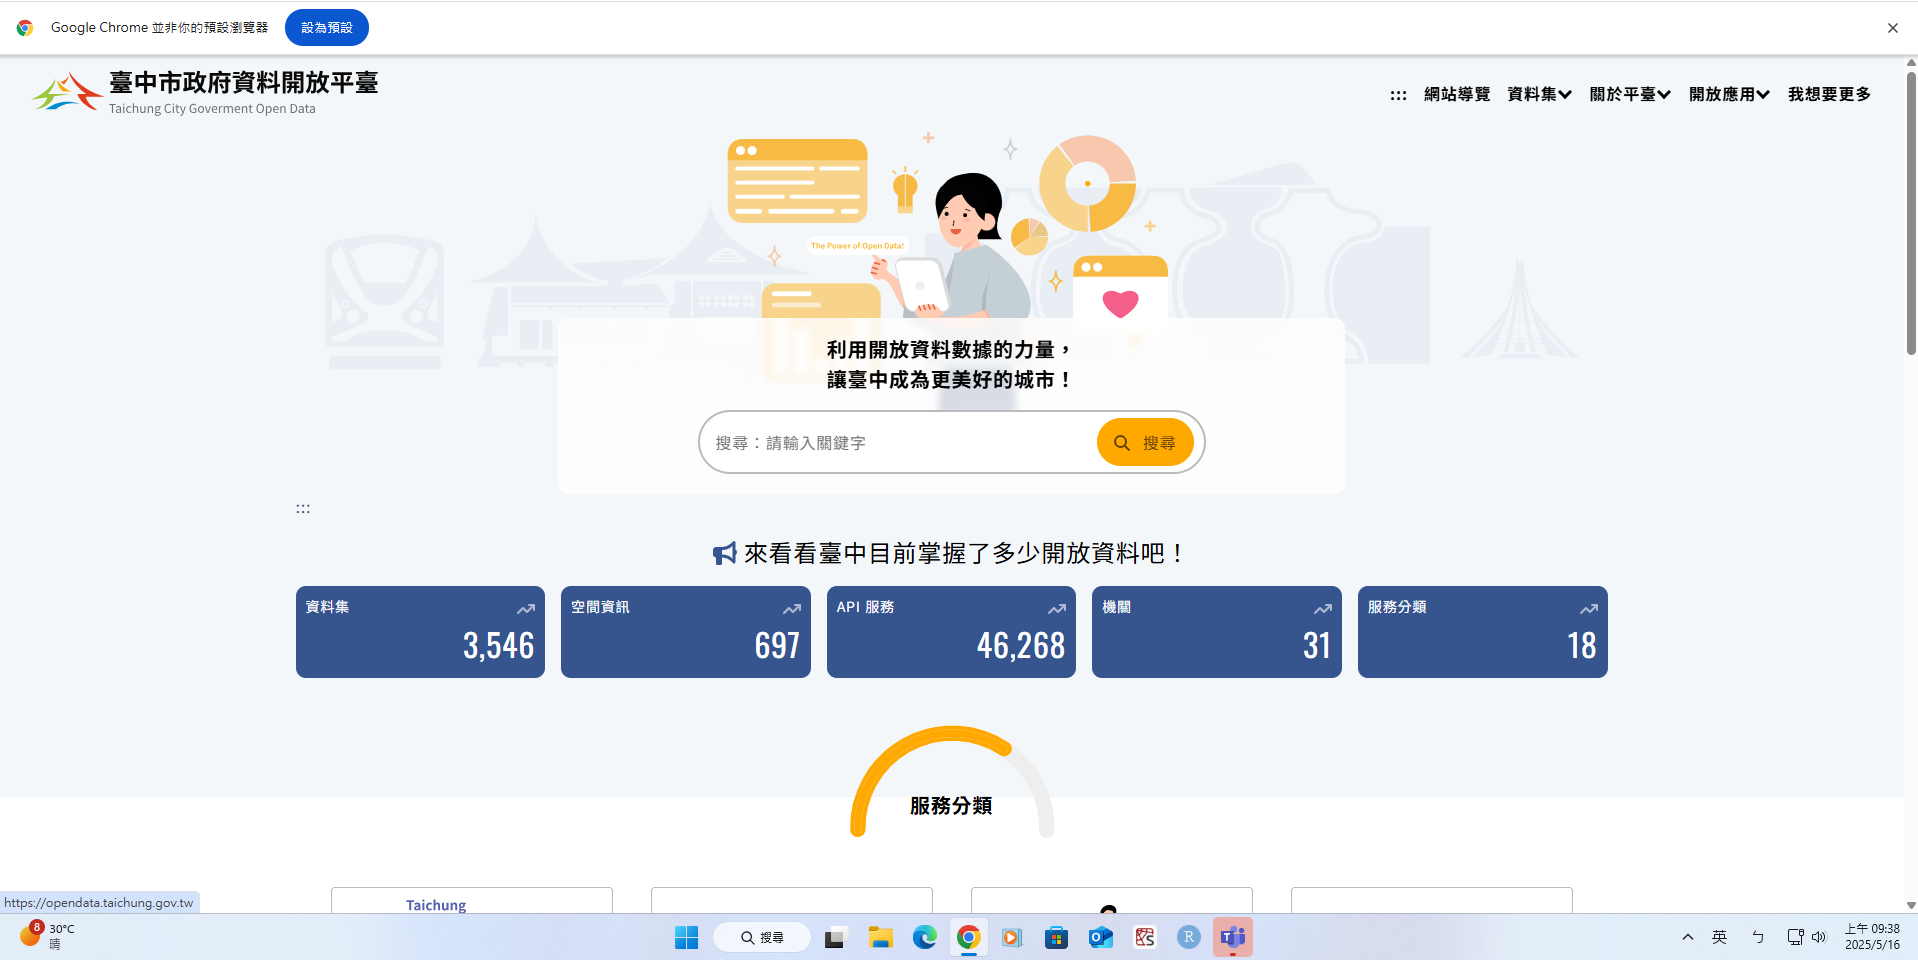 Google Chrome 並非你的預設瀏覽器
設為預設
臺中市政府資料開放平臺
Taichung City Goverment Open Data
:::
網站導覽
資料集
關於平臺
開放應用
我想要更多
The Power of Open Data!
利用開放資料數據的力量，
讓臺中成為更美好的城市！
搜尋：請輸入關鍵字
搜尋
:::
來看看臺中目前掌握了多少開放資料吧！
資料集
3,546
空間資訊
697
API 服務
46,268
機關
31
服務分類
18
服務分類
Taichung
https://opendata.taichung.gov.tw
8
30°C
晴
搜尋
英
ㄅ
上午 09:38
2025/5/16